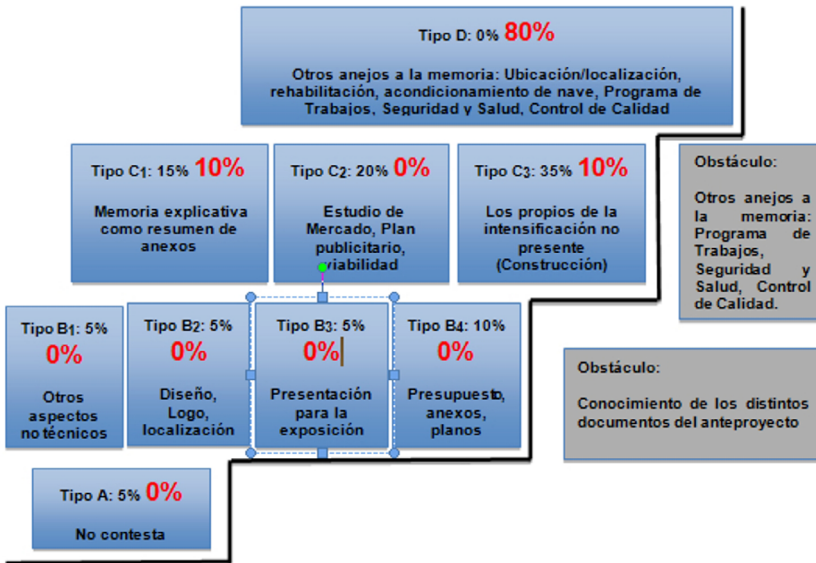 Tipo D: 0% 80%
Otros anejos a la memoria: Ubicación/localización,
rehabilitación, acondicionamiento de nave, Programa de
Trabajos, Seguridad y Salud, Control de Calidad
Tipo C1: 15% 10%
Memoria explicativa
como resumen de
anexos
Tipo C2: 20% 0%
Estudio de
Mercado, Plan
publicitario,
viabilidad
Tipo C3: 35% 10%
Los propios de la
intensificación no
presente
(Construcción)
Obstáculo:
Otros anejos a
la memoria:
Programa de
Trabajos,
Seguridad y
Salud, Control
de Calidad.
Tipo B1: 5%
0%
Otros
aspectos
no técnicos
Tipo B2: 5%
0%
Diseño,
Logo,
localización
Tipo B3: 5%
0%
Presentación
para la
exposición
Tipo B4: 10%
0%
Presupuesto,
anexos,
planos
Obstáculo:
Conocimiento de los distintos
documentos del anteproyecto
Tipo A: 5% 0%
No contesta